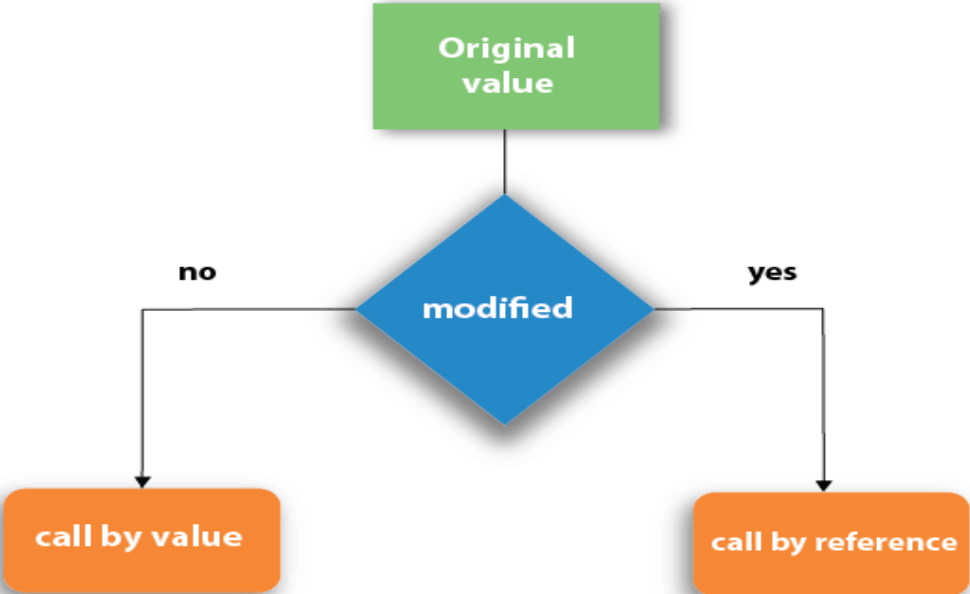 Original
value
no
yes
modified
call by value
call by reference